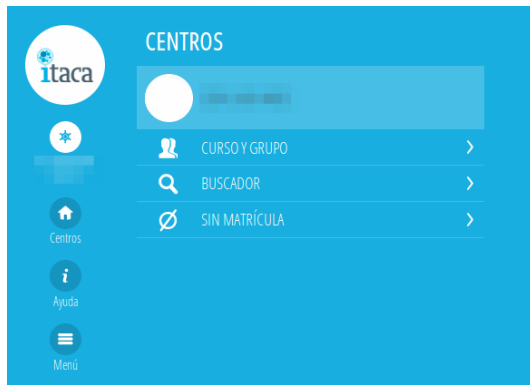 itaca
CENTROS
CURSO Y GRUPO
BUSCADOR
SIN MATRÍCULA
Centros
Ayuda
Menú